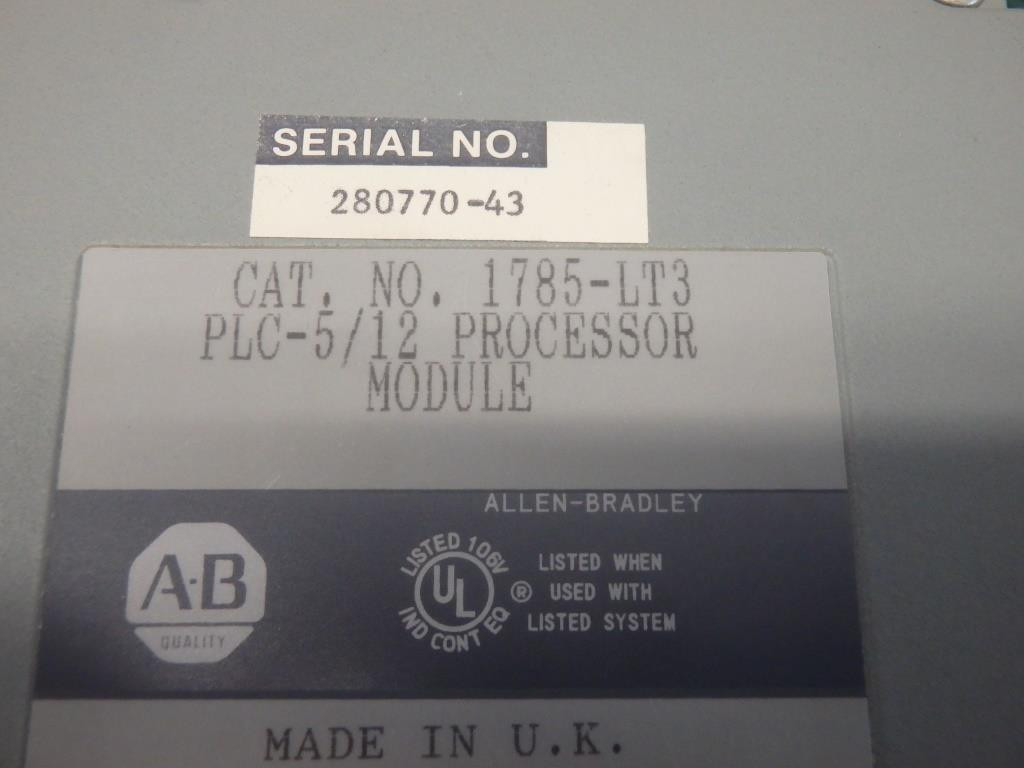 SERIAL NO.
280770-43
CAT. NO. 1785-LT3
PLC-5/12 PROCESSOR
MODULE
ALLEN-BRADLEY
A·B
QUALITY
LISTED 106V
UL
IND CONT EQ
®
LISTED WHEN
USED WITH
LISTED SYSTEM
MADE IN U.K.